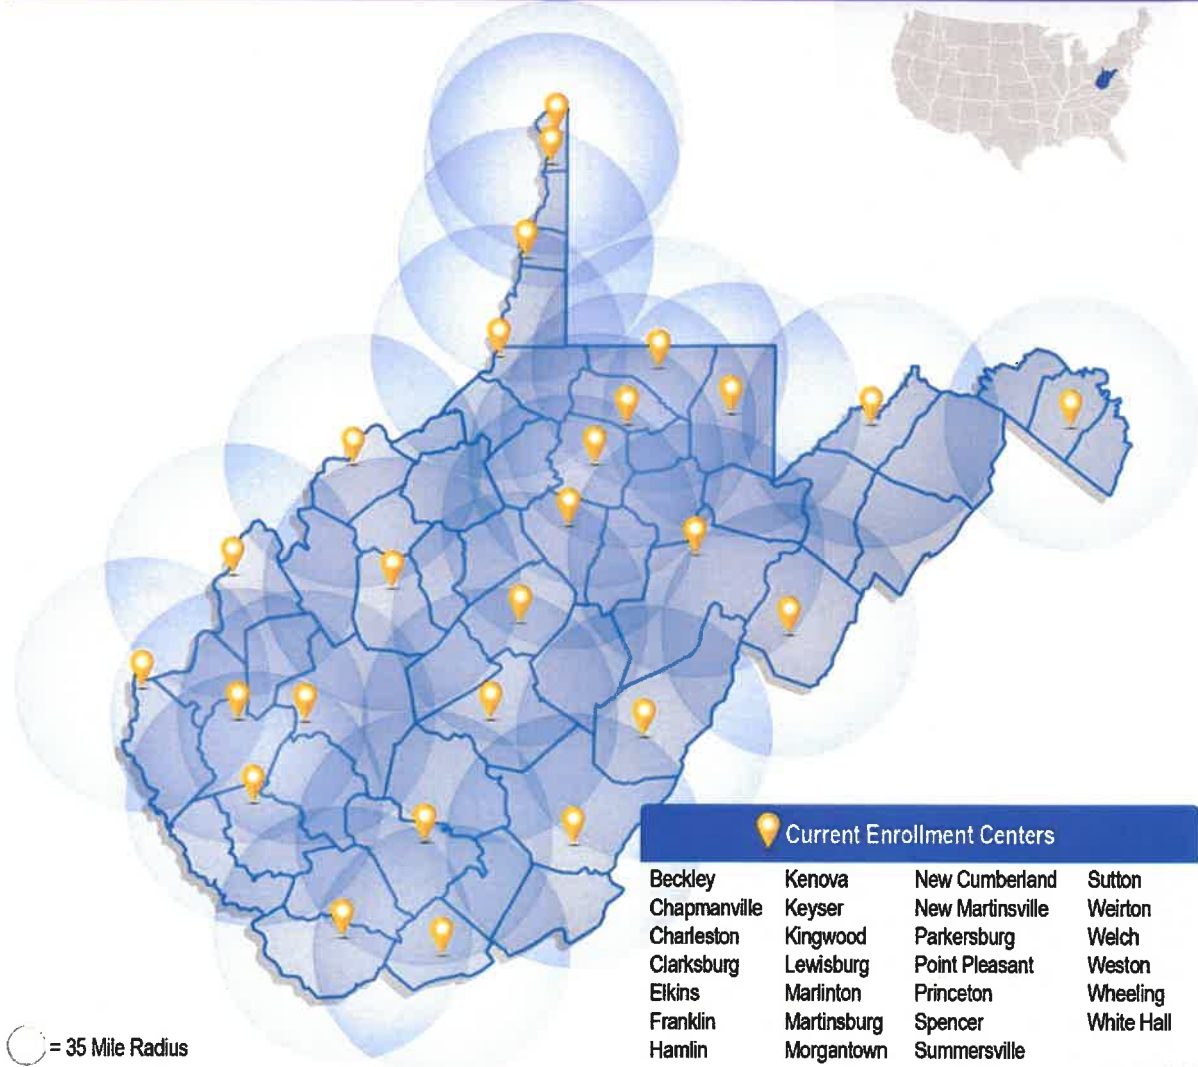 Current Enrollment Centers
Beckley Kenova New Cumberland Sutton
Chapmanville Keyser New Martinsville Weirton
Charleston Kingwood Parkersburg Welch
Clarksburg Lewisburg Point Pleasant Weston
Elkins Marlinton Princeton Wheeling
Franklin Martinsburg Spencer White Hall
Hamlin Morgantown Summersville
= 35 Mile Radius